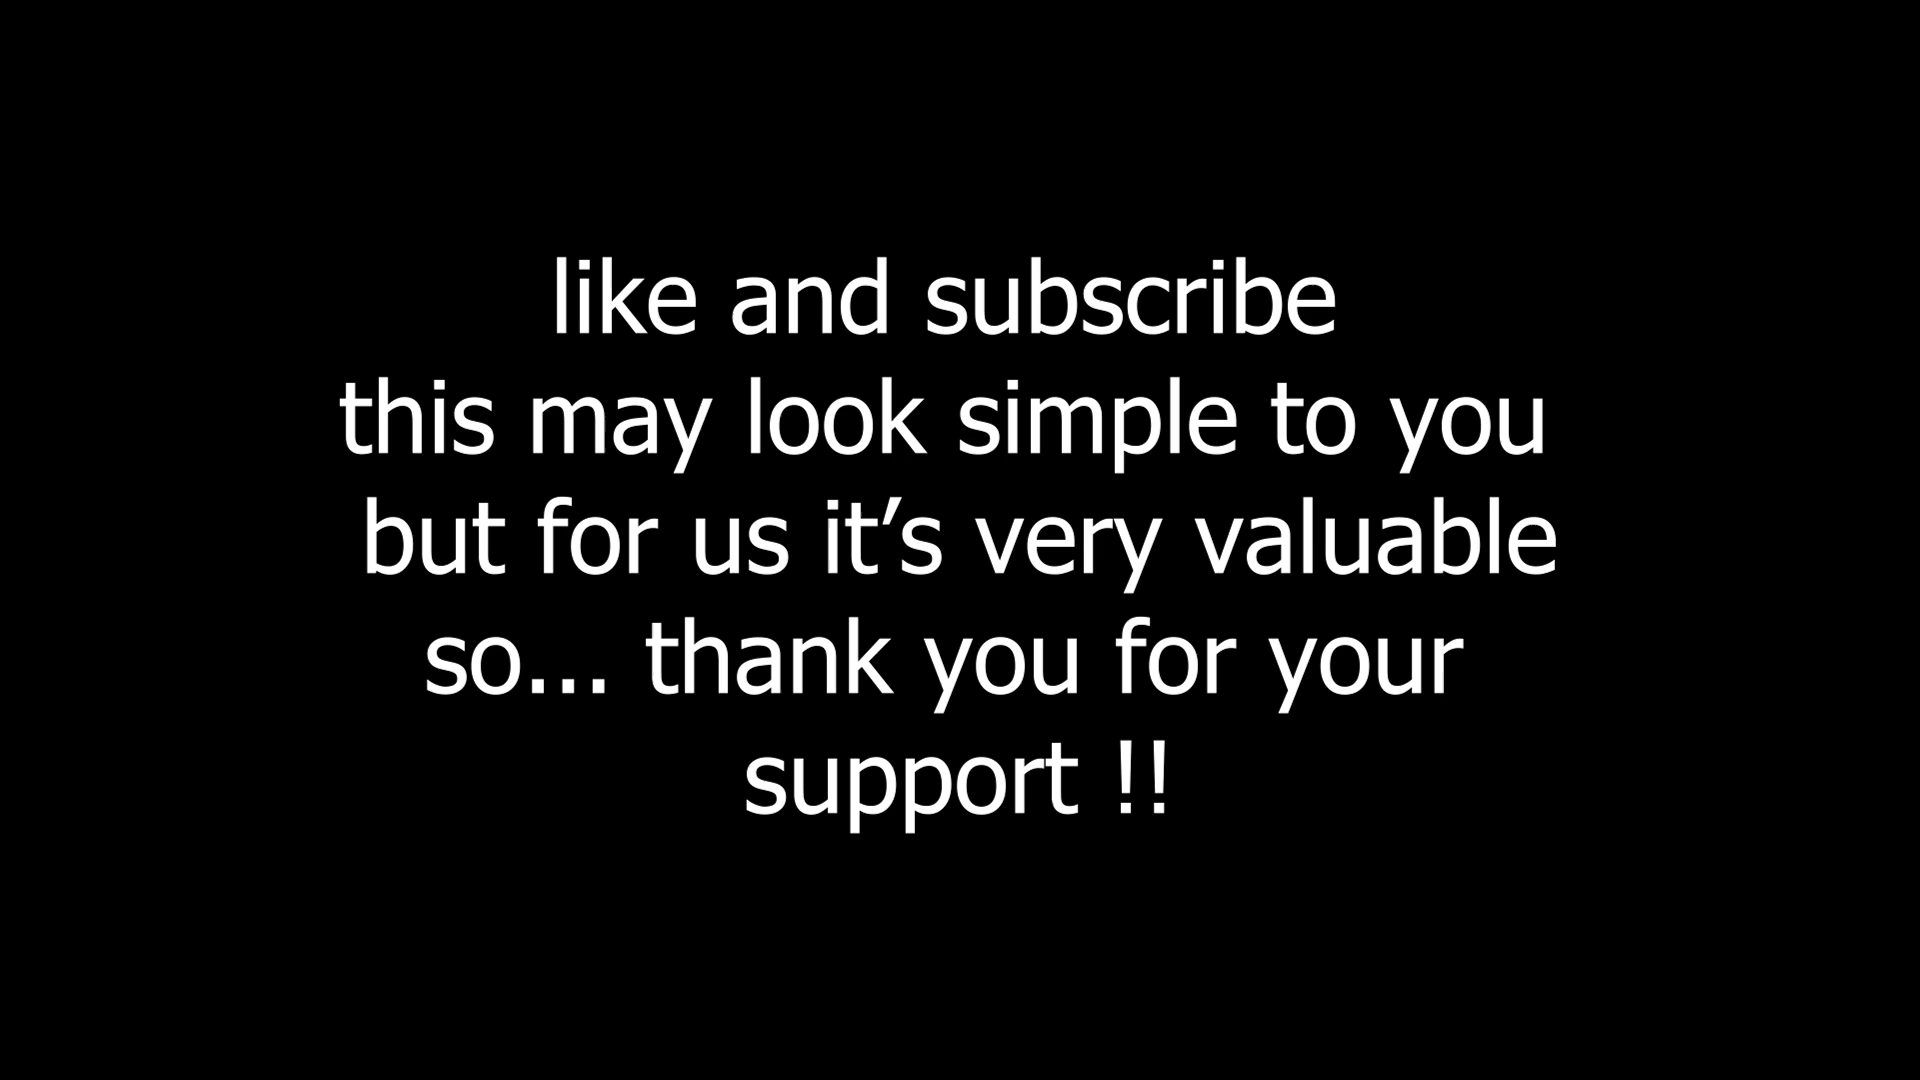 like and subscribe
this may look simple to you
but for us it’s very valuable
so... thank you for your
support !!